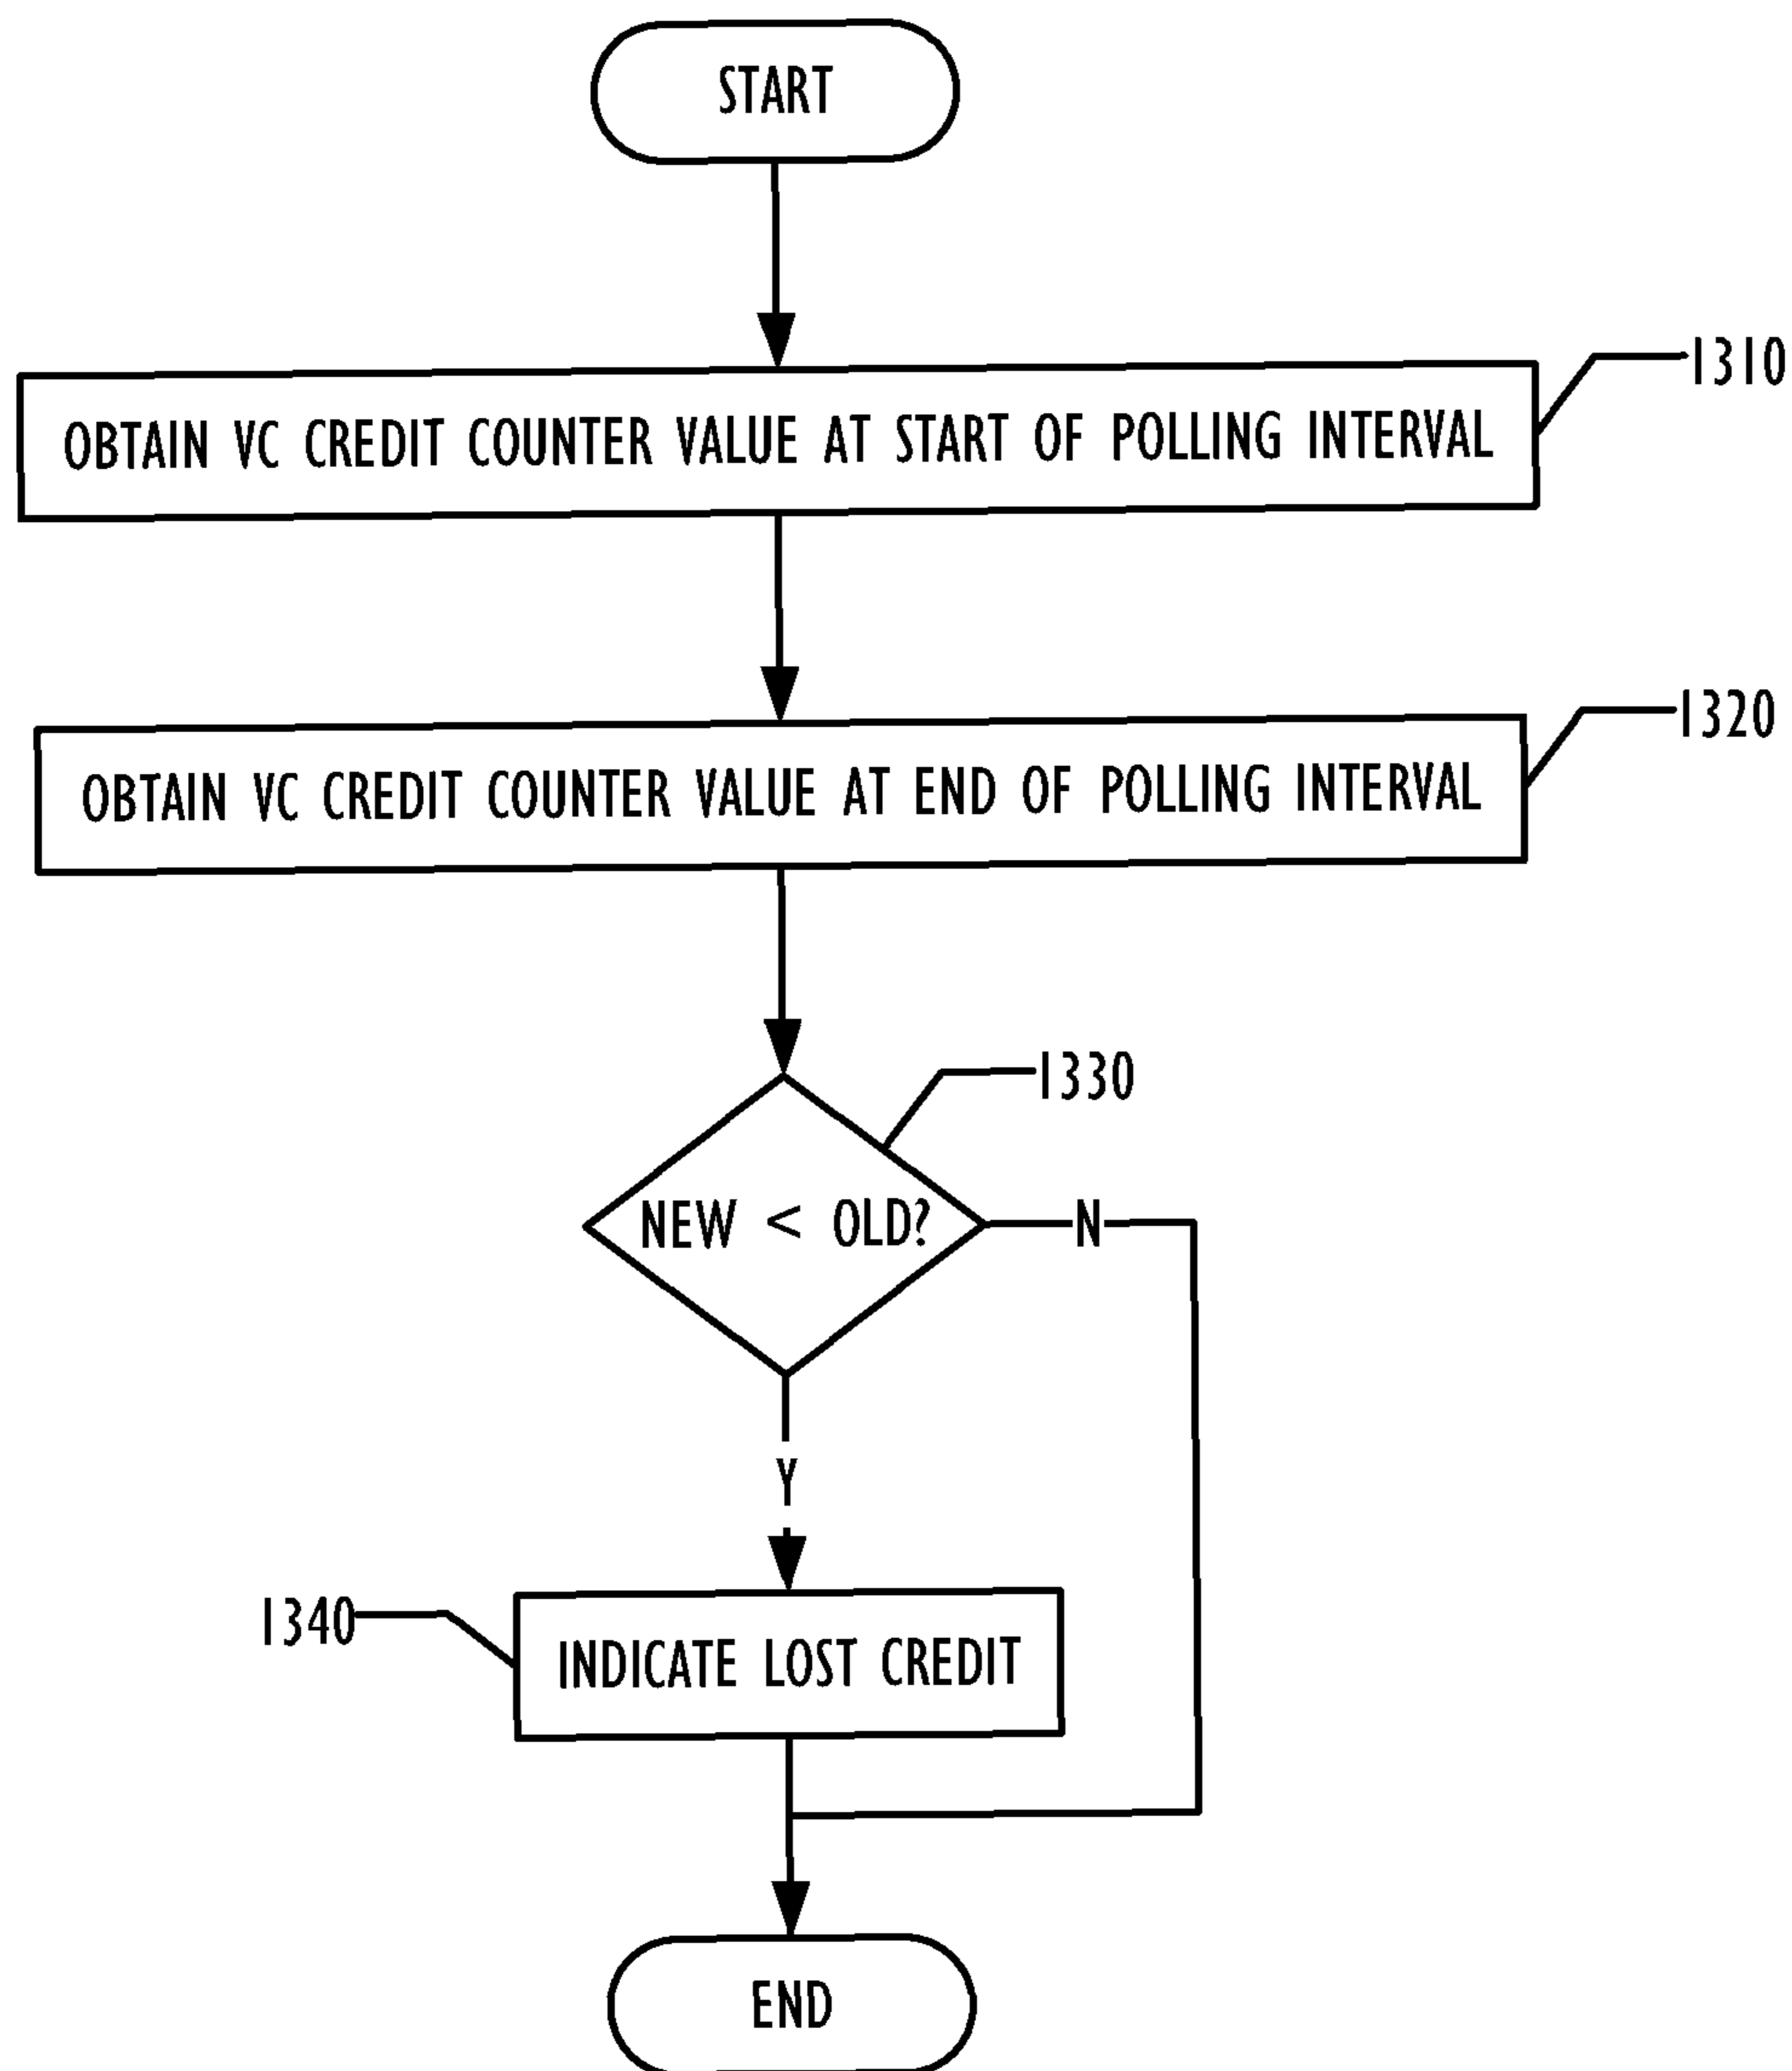 START
1310
OBTAIN VC CREDIT COUNTER VALUE AT START OF POLLING INTERVAL
1320
OBTAIN VC CREDIT COUNTER VALUE AT END OF POLLING INTERVAL
1330
NEW < OLD?
N
Y
1340
INDICATE LOST CREDIT
END